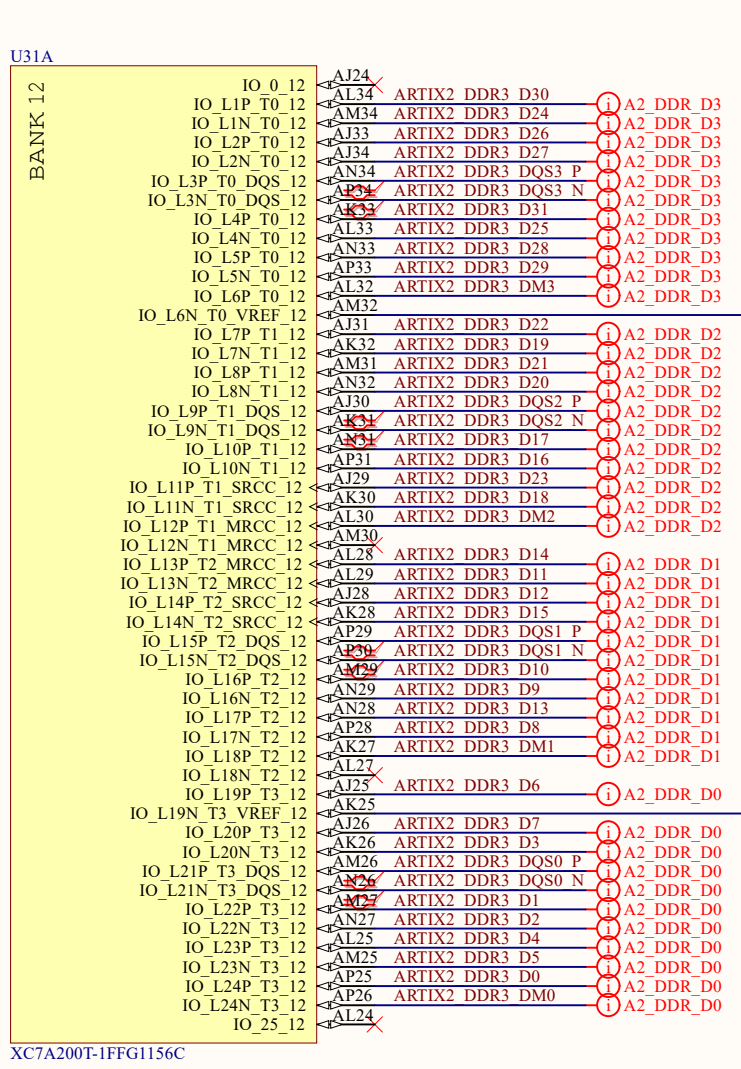 U31A
BANK 12
IO_0_12 AJ24
IO_L1P_T0_12 AL34 ARTIX2_DDR3_D30 A2_DDR_D3
IO_L1N_T0_12 AM34 ARTIX2_DDR3_D24 A2_DDR_D3
IO_L2P_T0_12 AJ33 ARTIX2_DDR3_D26 A2_DDR_D3
IO_L2N_T0_12 AJ34 ARTIX2_DDR3_D27 A2_DDR_D3
IO_L3P_T0_DQS_12 AN34 ARTIX2_DDR3_DQS3_P A2_DDR_D3
IO_L3N_T0_DQS_12 AP34 ARTIX2_DDR3_DQS3_N A2_DDR_D3
IO_L4P_T0_12 AK33 ARTIX2_DDR3_D31 A2_DDR_D3
IO_L4N_T0_12 AL33 ARTIX2_DDR3_D25 A2_DDR_D3
IO_L5P_T0_12 AN33 ARTIX2_DDR3_D28 A2_DDR_D3
IO_L5N_T0_12 AP33 ARTIX2_DDR3_D29 A2_DDR_D3
IO_L6P_T0_12 AL32 ARTIX2_DDR3_DM3 A2_DDR_D3
IO_L6N_T0_VREF_12 AM32
IO_L7P_T1_12 AJ31 ARTIX2_DDR3_D22 A2_DDR_D2
IO_L7N_T1_12 AK32 ARTIX2_DDR3_D19 A2_DDR_D2
IO_L8P_T1_12 AM31 ARTIX2_DDR3_D21 A2_DDR_D2
IO_L8N_T1_12 AN32 ARTIX2_DDR3_D20 A2_DDR_D2
IO_L9P_T1_DQS_12 AJ30 ARTIX2_DDR3_DQS2_P A2_DDR_D2
IO_L9N_T1_DQS_12 AK31 ARTIX2_DDR3_DQS2_N A2_DDR_D2
IO_L10P_T1_12 AN31 ARTIX2_DDR3_D17 A2_DDR_D2
IO_L10N_T1_12 AP31 ARTIX2_DDR3_D16 A2_DDR_D2
IO_L11P_T1_SRCC_12 AJ29 ARTIX2_DDR3_D23 A2_DDR_D2
IO_L11N_T1_SRCC_12 AK30 ARTIX2_DDR3_D18 A2_DDR_D2
IO_L12P_T1_MRCC_12 AL30 ARTIX2_DDR3_DM2 A2_DDR_D2
IO_L12N_T1_MRCC_12 AM30
IO_L13P_T2_MRCC_12 AL28 ARTIX2_DDR3_D14 A2_DDR_D1
IO_L13N_T2_MRCC_12 AL29 ARTIX2_DDR3_D11 A2_DDR_D1
IO_L14P_T2_SRCC_12 AJ28 ARTIX2_DDR3_D12 A2_DDR_D1
IO_L14N_T2_SRCC_12 AK28 ARTIX2_DDR3_D15 A2_DDR_D1
IO_L15P_T2_DQS_12 AP29 ARTIX2_DDR3_DQS1_P A2_DDR_D1
IO_L15N_T2_DQS_12 AP30 ARTIX2_DDR3_DQS1_N A2_DDR_D1
IO_L16P_T2_12 AM29 ARTIX2_DDR3_D10 A2_DDR_D1
IO_L16N_T2_12 AN29 ARTIX2_DDR3_D9 A2_DDR_D1
IO_L17P_T2_12 AN28 ARTIX2_DDR3_D13 A2_DDR_D1
IO_L17N_T2_12 AP28 ARTIX2_DDR3_D8 A2_DDR_D1
IO_L18P_T2_12 AK27 ARTIX2_DDR3_DM1 A2_DDR_D1
IO_L18N_T2_12 AL27
IO_L19P_T3_12 AJ25 ARTIX2_DDR3_D6 A2_DDR_D0
IO_L19N_T3_VREF_12 AK25
IO_L20P_T3_12 AJ26 ARTIX2_DDR3_D7 A2_DDR_D0
IO_L20N_T3_12 AK26 ARTIX2_DDR3_D3 A2_DDR_D0
IO_L21P_T3_DQS_12 AM26 ARTIX2_DDR3_DQS0_P A2_DDR_D0
IO_L21N_T3_DQS_12 AN26 ARTIX2_DDR3_DQS0_N A2_DDR_D0
IO_L22P_T3_12 AM27 ARTIX2_DDR3_D1 A2_DDR_D0
IO_L22N_T3_12 AN27 ARTIX2_DDR3_D2 A2_DDR_D0
IO_L23P_T3_12 AL25 ARTIX2_DDR3_D4 A2_DDR_D0
IO_L23N_T3_12 AM25 ARTIX2_DDR3_D5 A2_DDR_D0
IO_L24P_T3_12 AP25 ARTIX2_DDR3_D0 A2_DDR_D0
IO_L24N_T3_12 AP26 ARTIX2_DDR3_DM0 A2_DDR_D0
IO_25_12 AL24
XC7A200T-1FFG1156C